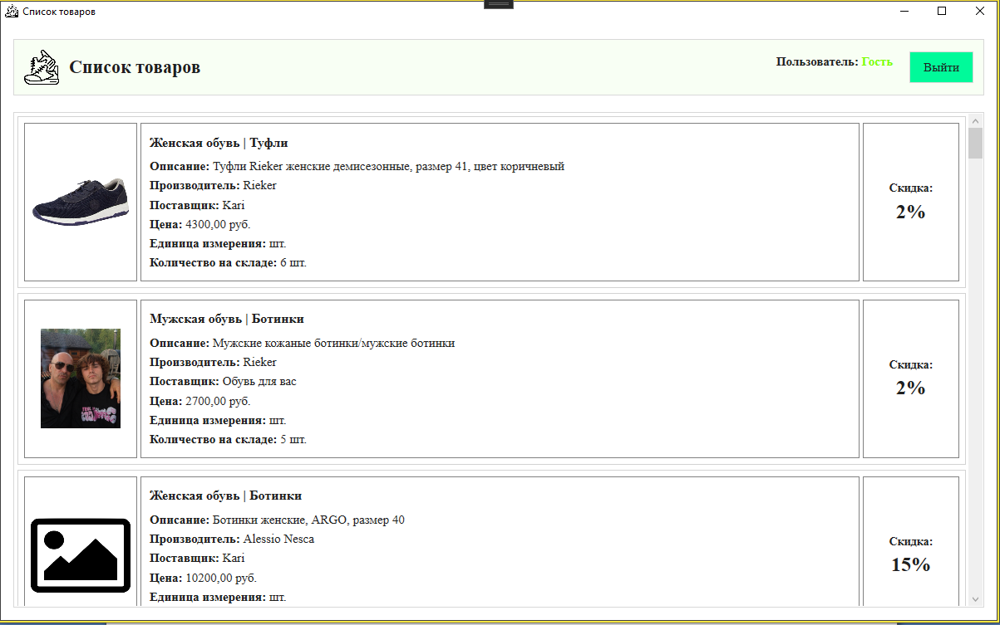 Список товаров
Список товаров
Пользователь: Гость
Выйти
Женская обувь | Туфли
Описание: Туфли Rieker женские демисезонные, размер 41, цвет коричневый
Производитель: Rieker
Поставщик: Kari
Цена: 4300,00 руб.
Единица измерения: шт.
Количество на складе: 6 шт.
Скидка:
2%
Мужская обувь | Ботинки
Описание: Мужские кожаные ботинки/мужские ботинки
Производитель: Rieker
Поставщик: Обувь для вас
Цена: 2700,00 руб.
Единица измерения: шт.
Количество на складе: 5 шт.
Скидка:
2%
Женская обувь | Ботинки
Описание: Ботинки женские, ARGO, размер 40
Производитель: Alessio Nesca
Поставщик: Kari
Цена: 10200,00 руб.
Единица измерения: шт.
Скидка:
15%